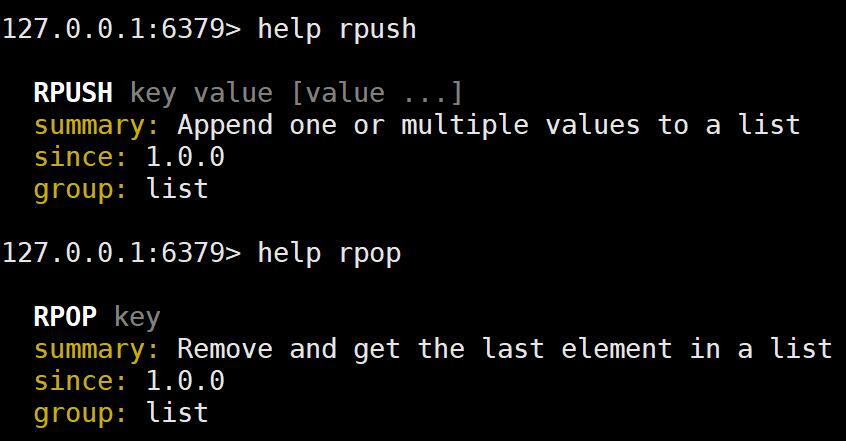 127.0.0.1:6379> help rpush
RPUSH key value [value ...]
summary: Append one or multiple values to a list
since: 1.0.0
group: list
127.0.0.1:6379> help rpop
RPOP key
summary: Remove and get the last element in a list
since: 1.0.0
group: list